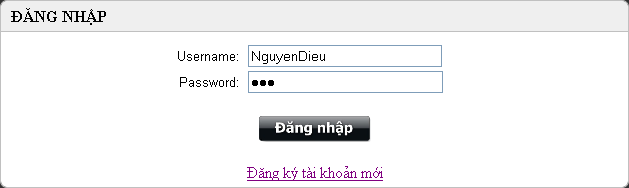 ĐĂNG NHẬP
Username: NguyenDieu
Password: ●●●
Đăng nhập
Đăng ký tài khoản mới